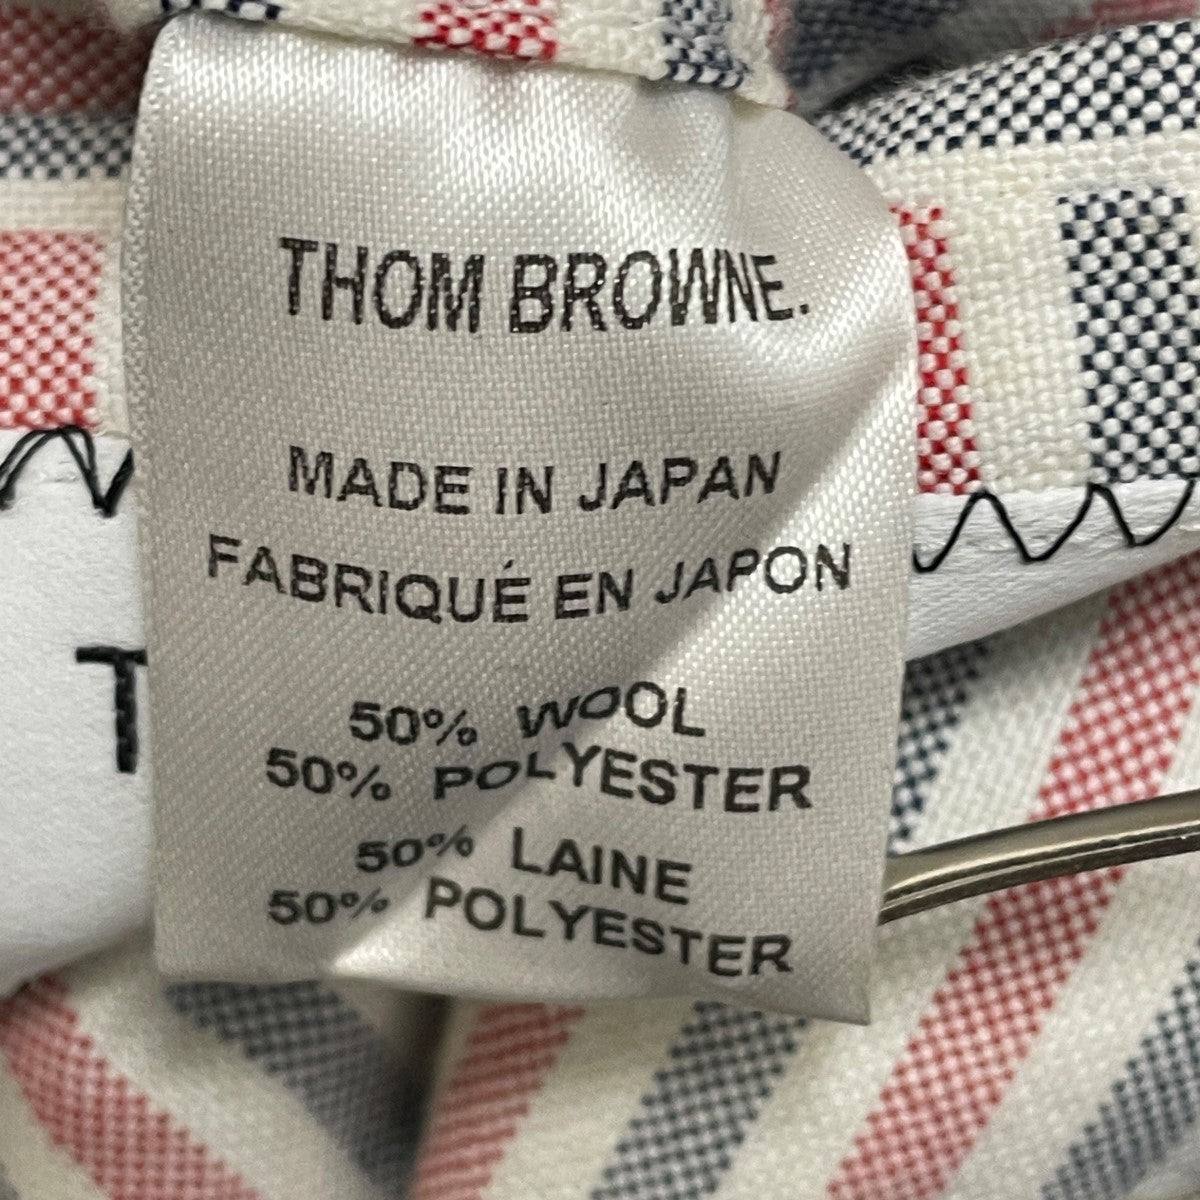 THOM BROWNE.
MADE IN JAPAN
FABRIQUÉ EN JAPON
50% WOOL
50% POLYESTER
50% LAINE
50% POLYESTER
T